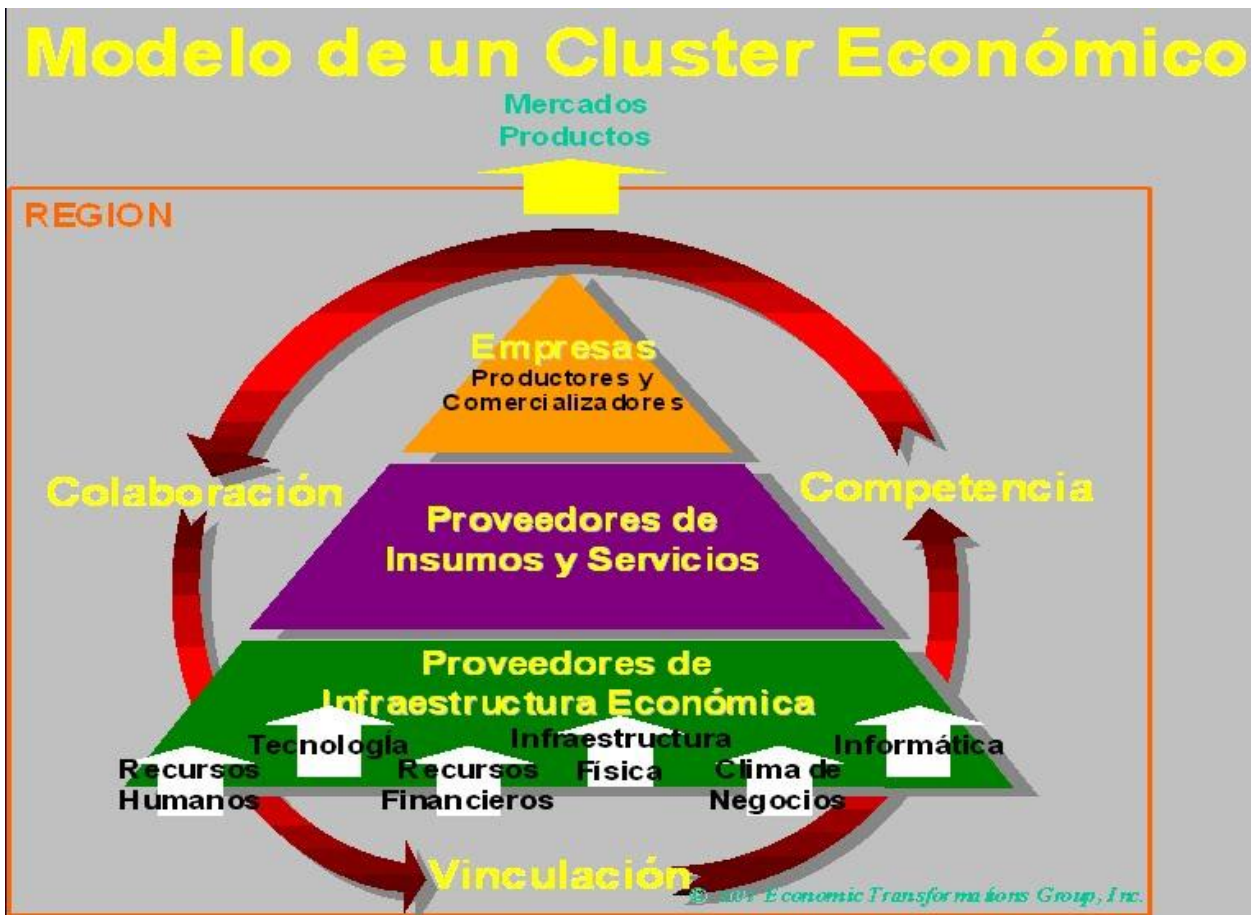 Modelo de un Cluster Económico
Mercados
Productos
REGION
Empresas
Productores y
Comercializadores
Colaboración
Competencia
Proveedores de
Insumos y Servicios
Proveedores de
Infraestructura Económica
Recursos
Humanos
Tecnología
Recursos
Financieros
Infraestructura
Física
Clima de
Negocios
Informática
Vinculación
© Economic Transformations Group, Inc.